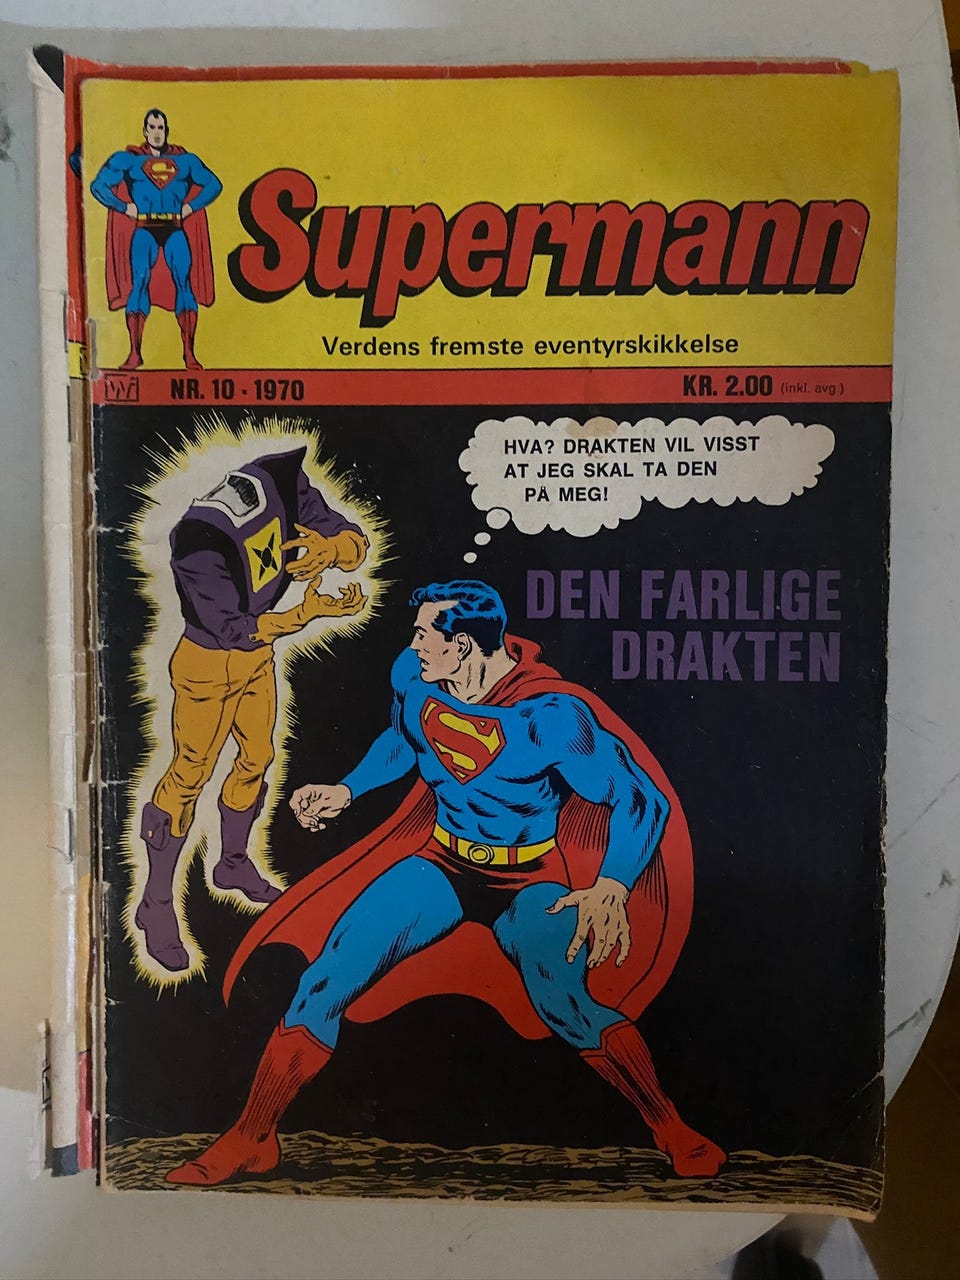 Supermann
Verdens fremste eventyrskikkelse
NR. 10 - 1970
KR. 2.00 (inkl. avg.)
HVA? DRAKTEN VIL VISST
AT JEG SKAL TA DEN
PÅ MEG!
DEN FARLIGE
DRAKTEN